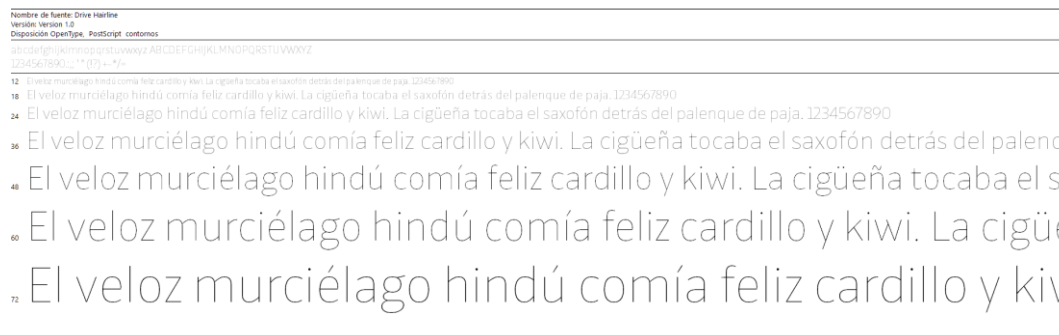 Nombre de fuente: Drive Hairline
Versión: Version 1.0
Disposición OpenType, PostScript contornos
abcdefghijklmnopqrstuvwxyz ABCDEFGHIJKLMNOPQRSTUVWXYZ
1234567890.:,; ' " (!?) +-*/=
12 El veloz murciélago hindú comía feliz cardillo y kiwi. La cigüeña tocaba el saxofón detrás del palenque de paja. 1234567890
18 El veloz murciélago hindú comía feliz cardillo y kiwi. La cigüeña tocaba el saxofón detrás del palenque de paja. 1234567890
24 El veloz murciélago hindú comía feliz cardillo y kiwi. La cigüeña tocaba el saxofón detrás del palenque de paja. 1234567890
36 El veloz murciélago hindú comía feliz cardillo y kiwi. La cigüeña tocaba el saxofón detrás del palenq
48 El veloz murciélago hindú comía feliz cardillo y kiwi. La cigüeña tocaba el s
60 El veloz murciélago hindú comía feliz cardillo y kiwi. La cigüe
72 El veloz murciélago hindú comía feliz cardillo y kiw